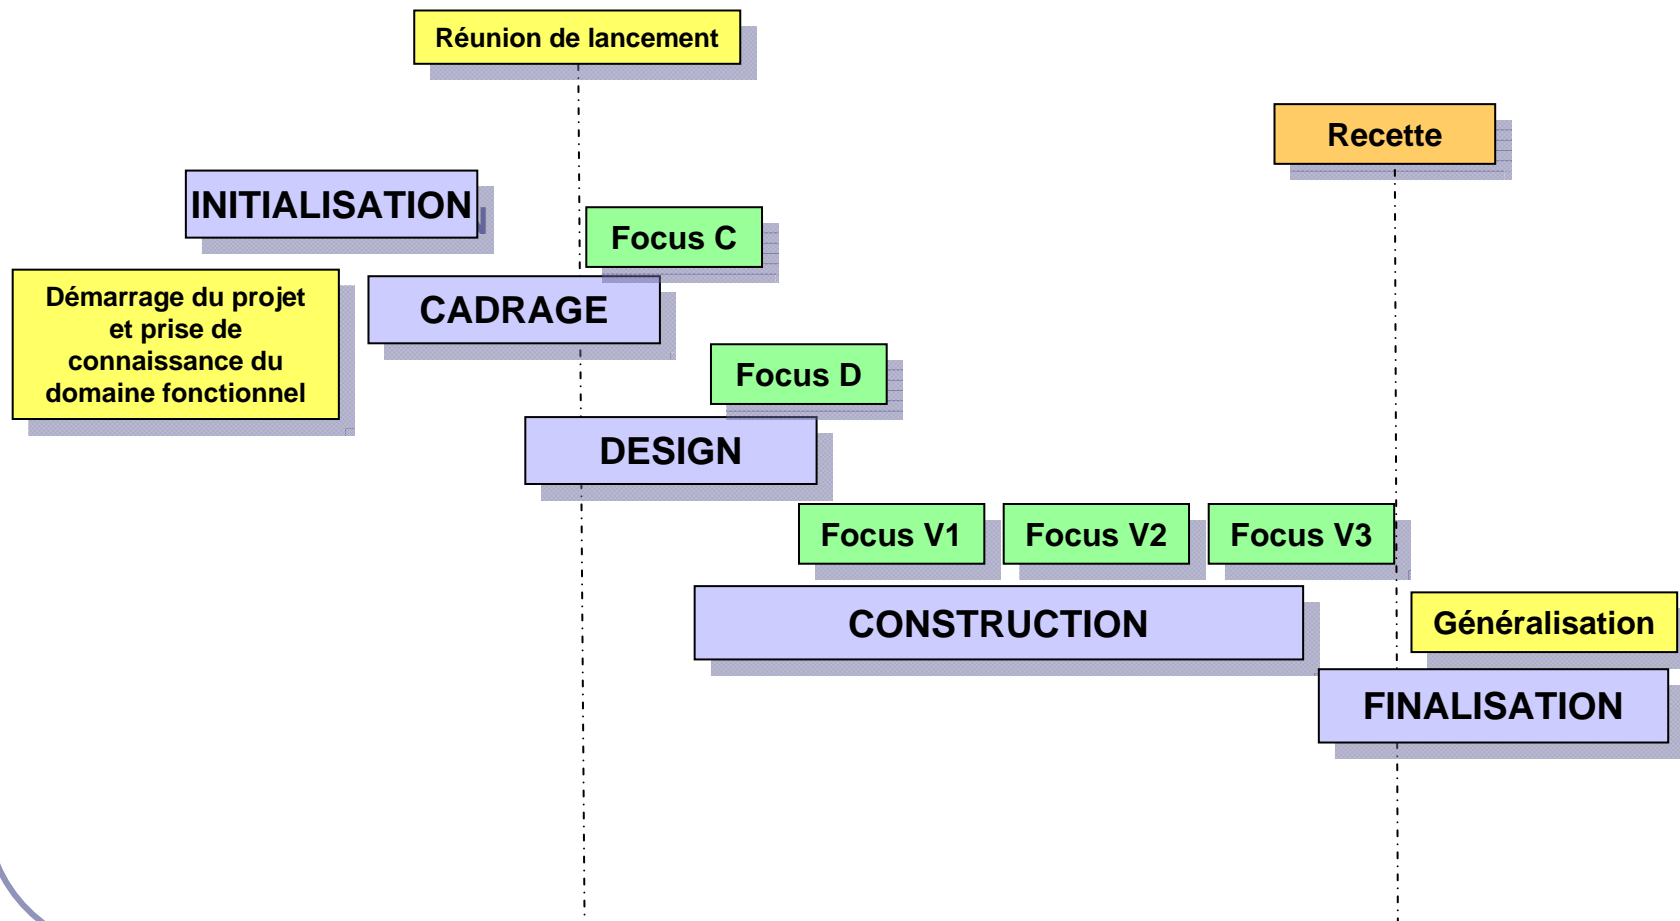 Réunion de lancement
Recette
INITIALISATION
Focus C
Démarrage du projet
et prise de
connaissance du
domaine fonctionnel
CADRAGE
Focus D
DESIGN
Focus V1
Focus V2
Focus V3
CONSTRUCTION
Généralisation
FINALISATION